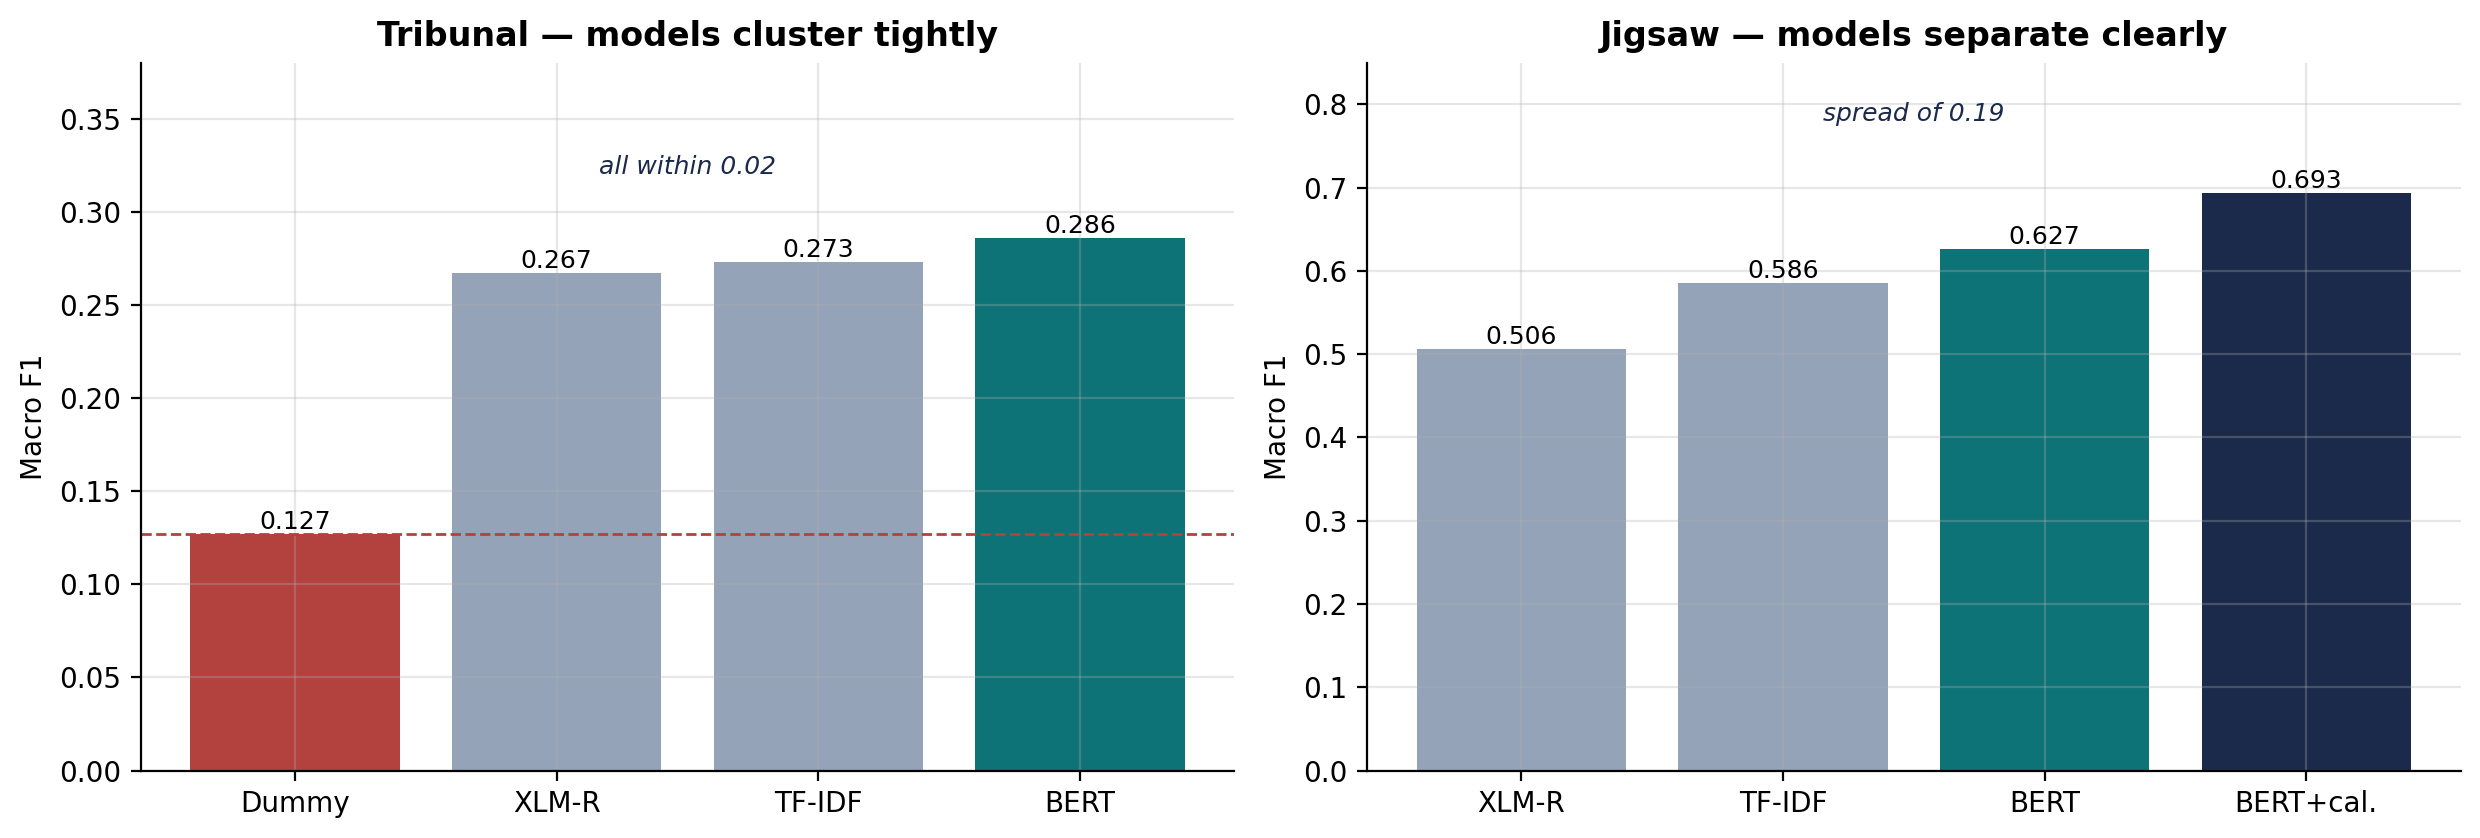 Tribunal — models cluster tightly
Macro F1
0.35
0.30
0.25
0.20
0.15
0.10
0.05
0.00
all within 0.02
0.127
0.267
0.273
0.286
Dummy
XLM-R
TF-IDF
BERT
Jigsaw — models separate clearly
Macro F1
0.8
0.7
0.6
0.5
0.4
0.3
0.2
0.1
0.0
spread of 0.19
0.506
0.586
0.627
0.693
XLM-R
TF-IDF
BERT
BERT+cal.